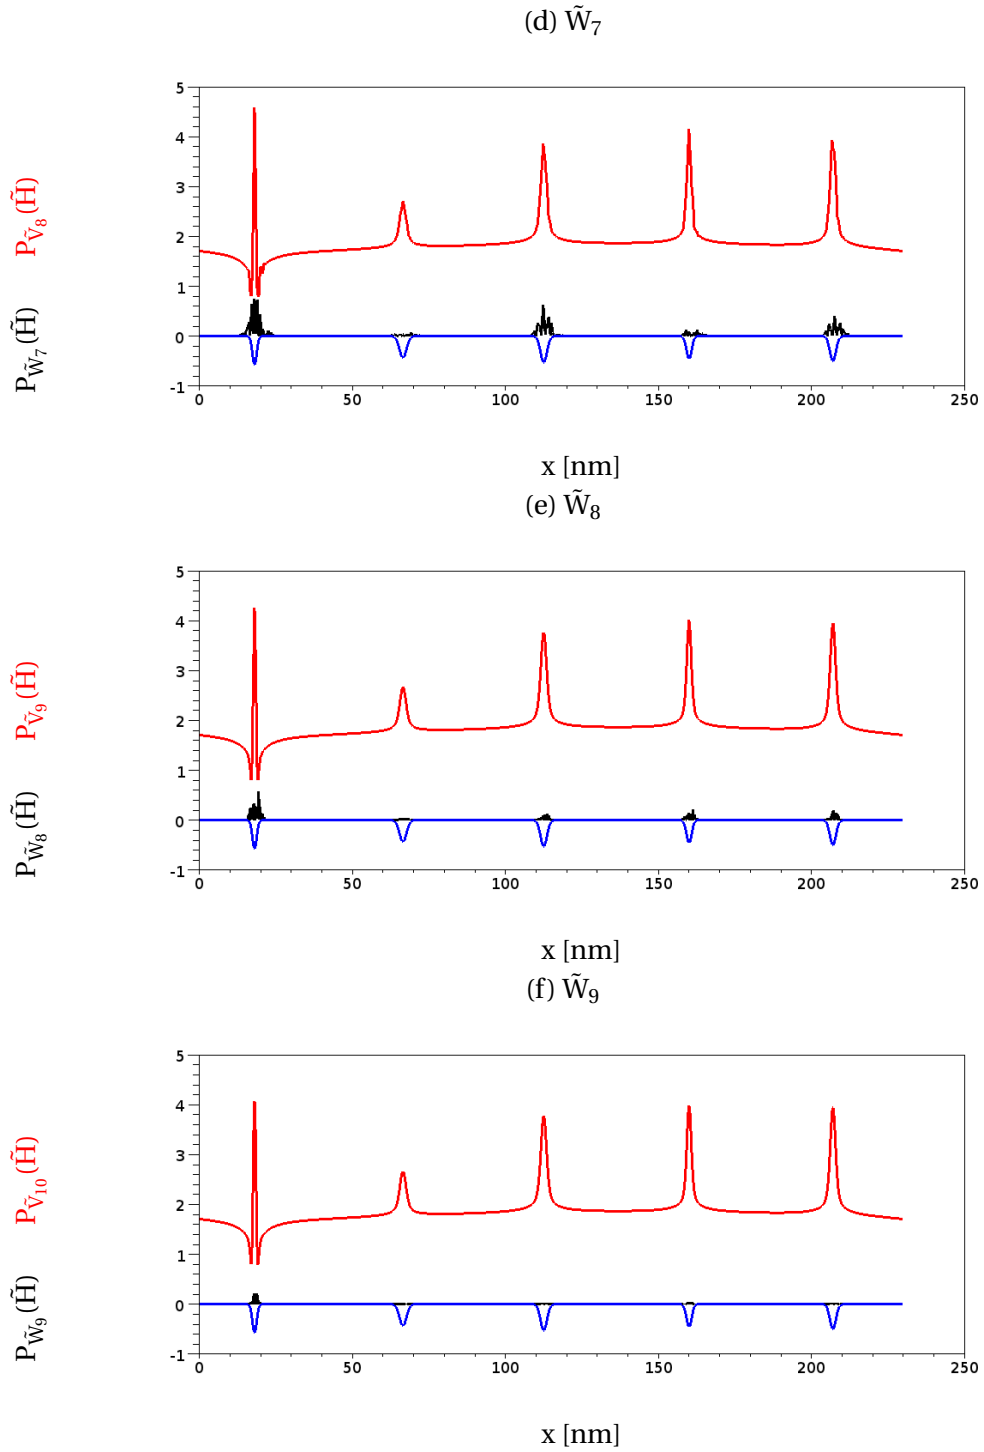 (d) W̃₇
P_Ṽ₈(H̃)
P_W̃₇(H̃)
5
4
3
2
1
0
-1
0 50 100 150 200 250
x [nm]
(e) W̃₈
P_Ṽ₉(H̃)
P_W̃₈(H̃)
5
4
3
2
1
0
-1
0 50 100 150 200 250
x [nm]
(f) W̃₉
P_Ṽ₁₀(H̃)
P_W̃₉(H̃)
5
4
3
2
1
0
-1
0 50 100 150 200 250
x [nm]